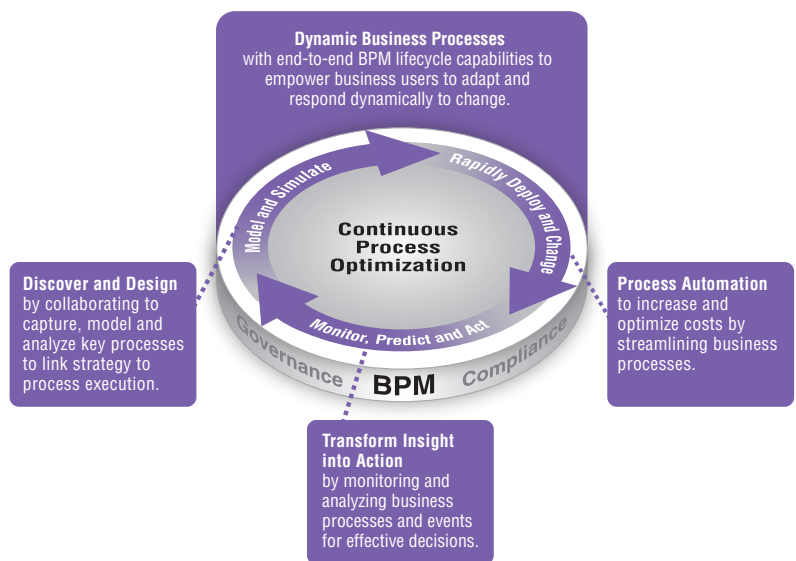 Dynamic Business Processes
with end-to-end BPM lifecycle capabilities to
empower business users to adapt and
respond dynamically to change.
Model and Simulate
Rapidly Deploy and Change
Continuous
Process
Optimization
Monitor, Predict and Act
Governance
BPM
Compliance
Discover and Design
by collaborating to
capture, model and
analyze key processes
to link strategy to
process execution.
Process Automation
to increase and
optimize costs by
streamlining business
processes.
Transform Insight
into Action
by monitoring and
analyzing business
processes and events
for effective decisions.